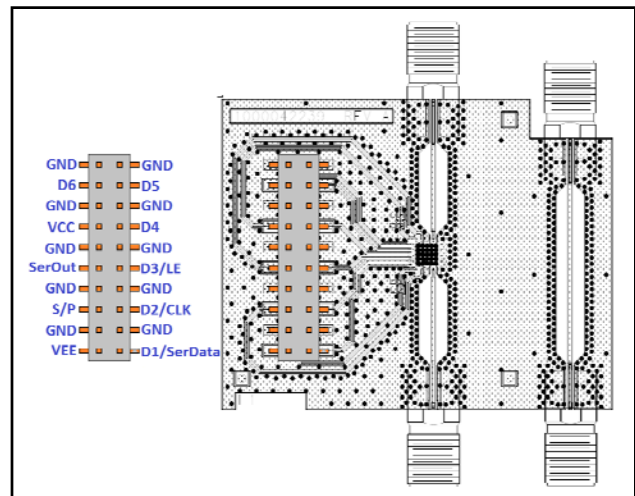 GND GND
D6 D5
GND GND
VCC D4
GND GND
SerOut D3/LE
GND GND
S/P D2/CLK
GND GND
VEE D1/SerData